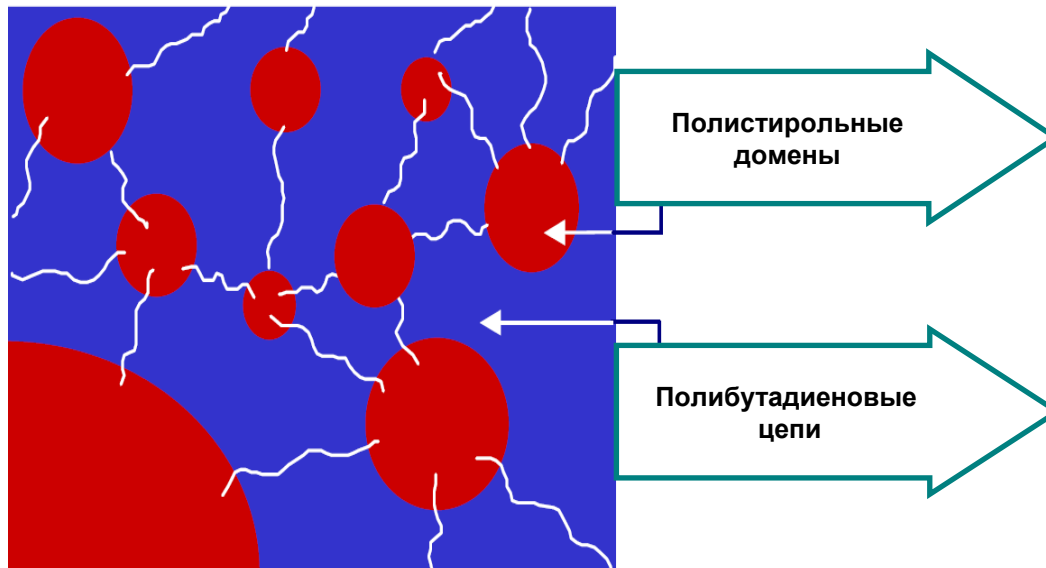 Полистирольные
домены
Полибутадиеновые
цепи